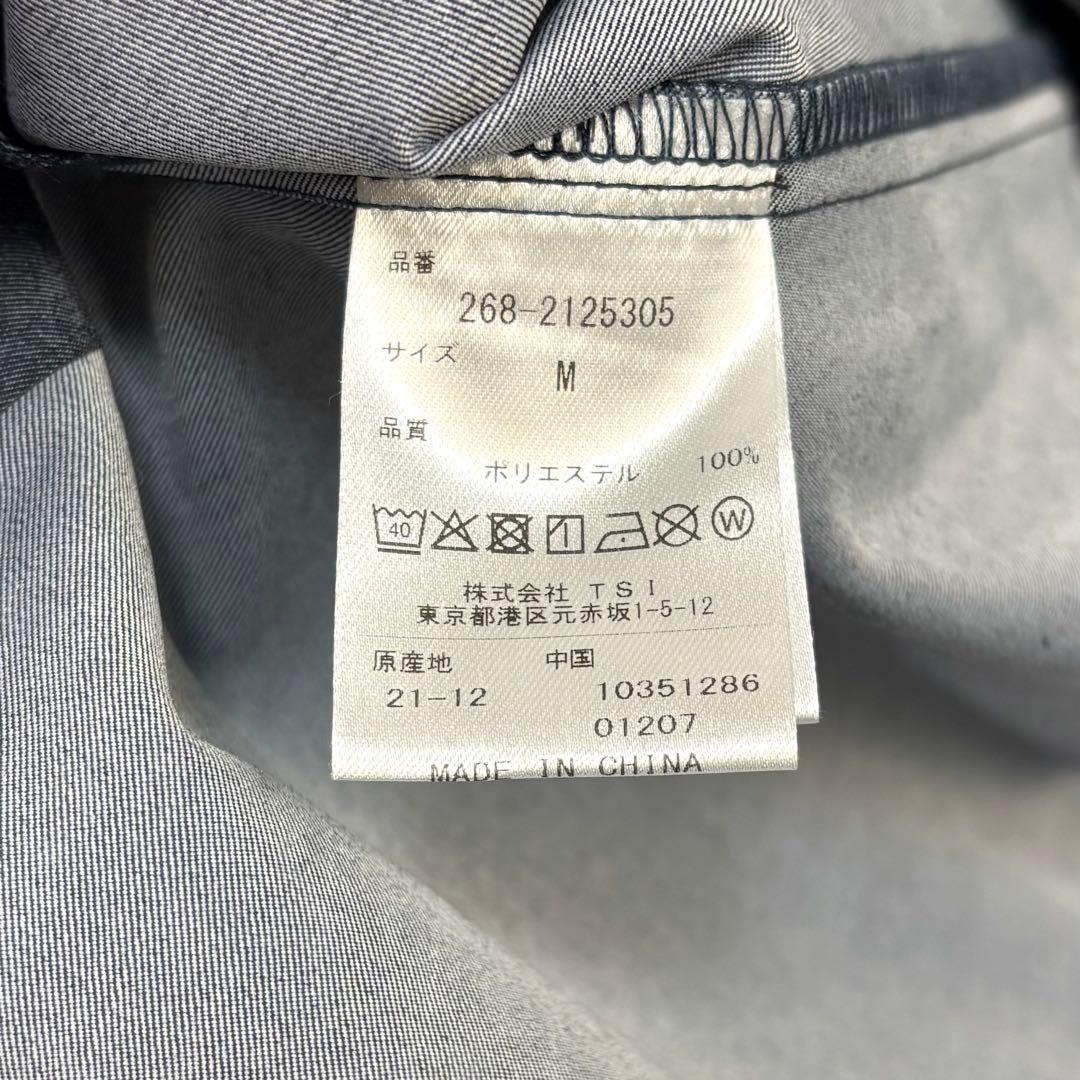 品番
268-2125305
サイズ
M
品質
ポリエステル 100%
40 W
株式会社 TSI
東京都港区元赤坂1-5-12
原産地 中国
21-12 10351286
01207
MADE IN CHINA